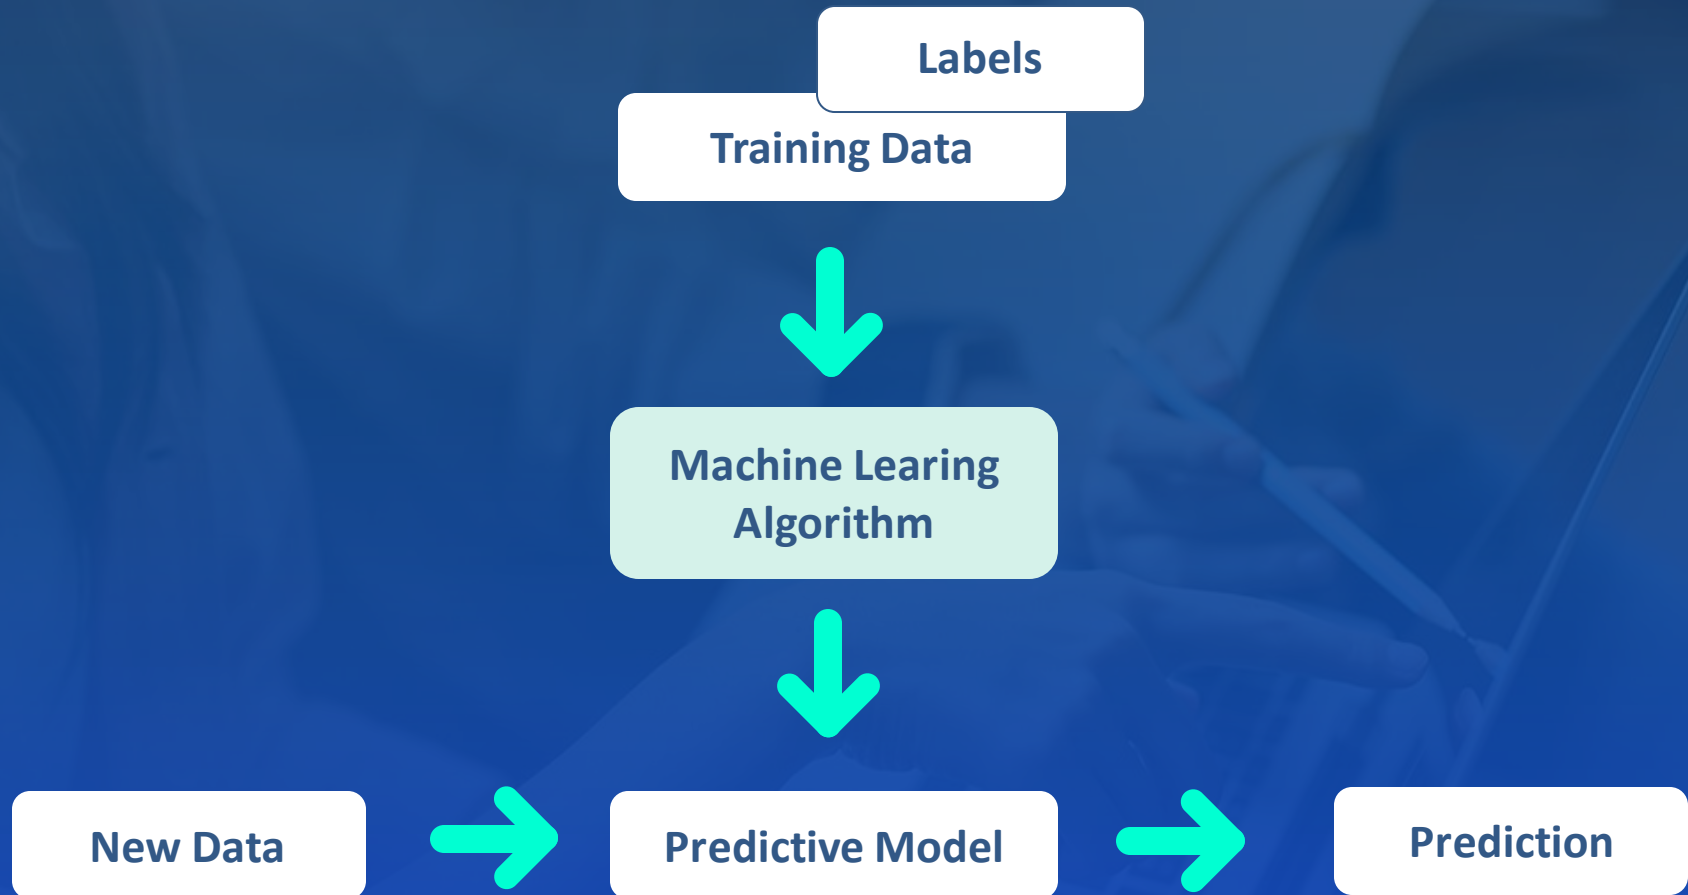 Labels
Training Data
Machine Learing
Algorithm
New Data
Predictive Model
Prediction